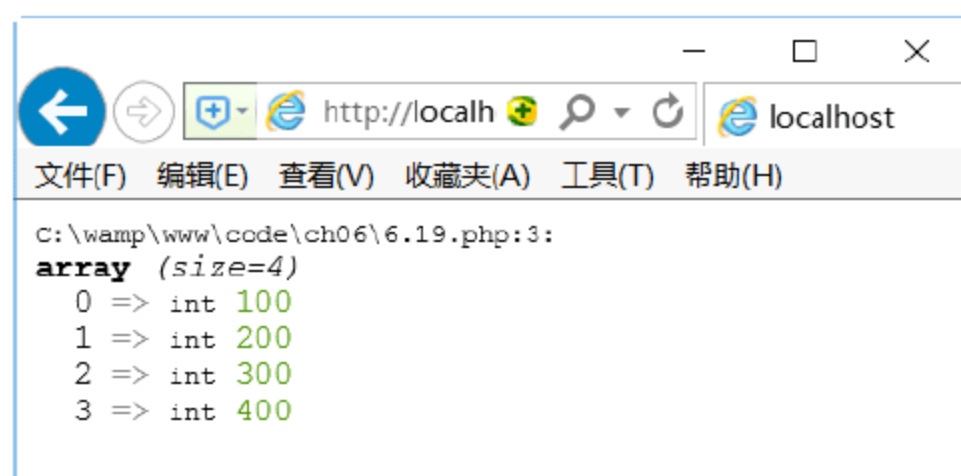 http://localh
localhost
文件(F) 编辑(E) 查看(V) 收藏夹(A) 工具(T) 帮助(H)
C:\wamp\www\code\ch06\6.19.php:3:
array (size=4)
0 => int 100
1 => int 200
2 => int 300
3 => int 400